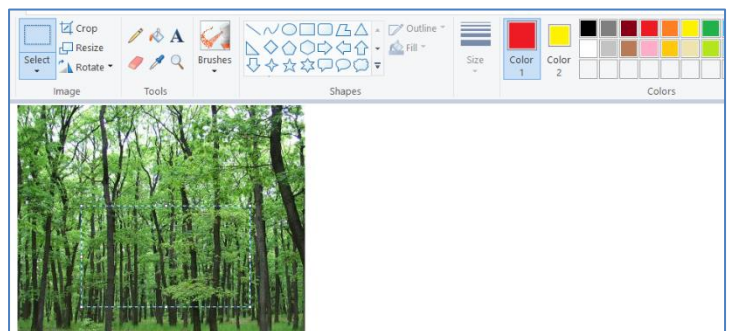 Crop
Resize
Select
Rotate
A
Brushes
Outline
Fill
Size
Color
1
Color
2
Image
Tools
Shapes
Colors